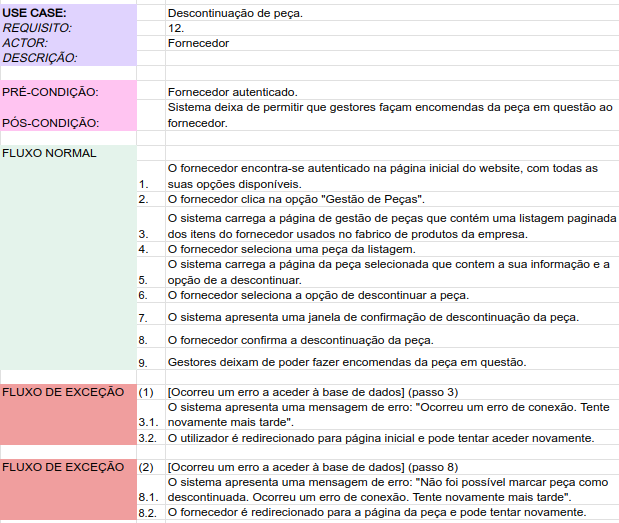 USE CASE: Descontinuação de peça.
REQUISITO: 12.
ACTOR: Fornecedor
DESCRIÇÃO:
PRÉ-CONDIÇÃO: Fornecedor autenticado.
Sistema deixa de permitir que gestores façam encomendas da peça em questão ao
PÓS-CONDIÇÃO: fornecedor.
FLUXO NORMAL
O fornecedor encontra-se autenticado na página inicial do website, com todas as
1. suas opções disponíveis.
2. O fornecedor clica na opção "Gestão de Peças".
O sistema carrega a página de gestão de peças que contém uma listagem paginada
3. dos itens do fornecedor usados no fabrico de produtos da empresa.
4. O fornecedor seleciona uma peça da listagem.
O sistema carrega a página da peça selecionada que contem a sua informação e a
5. opção de a descontinuar.
6. O fornecedor seleciona a opção de descontinuar a peça.
7. O sistema apresenta uma janela de confirmação de descontinuação da peça.
8. O fornecedor confirma a descontinuação da peça.
9. Gestores deixam de poder fazer encomendas da peça em questão.
FLUXO DE EXCEÇÃO (1) [Ocorreu um erro a aceder à base de dados] (passo 3)
O sistema apresenta uma mensagem de erro: "Ocorreu um erro de conexão. Tente
3.1. novamente mais tarde".
3.2. O utilizador é redirecionado para página inicial e pode tentar aceder novamente.
FLUXO DE EXCEÇÃO (2) [Ocorreu um erro a aceder à base de dados] (passo 8)
O sistema apresenta uma mensagem de erro: "Não foi possível marcar peça como
8.1. descontinuada. Ocorreu um erro de conexão. Tente novamente mais tarde".
8.2. O fornecedor é redirecionado para a página da peça e pode tentar novamente.